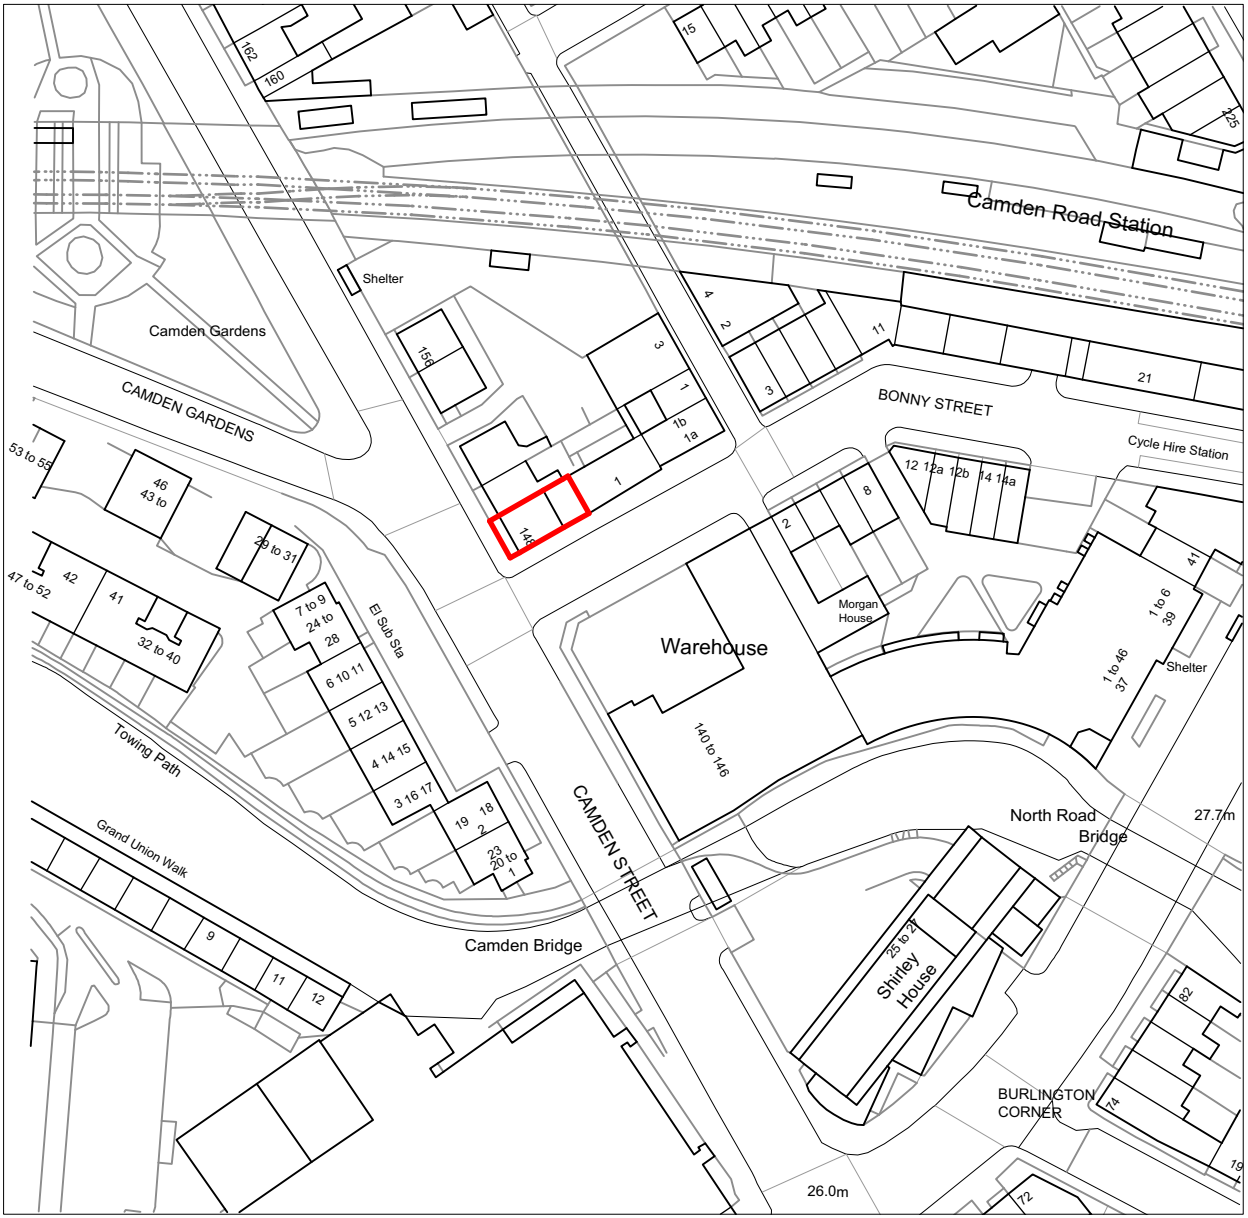 162
160
15
225
Camden Road Station
Shelter
Camden Gardens
CAMDEN GARDENS
156
3
1
1b
1a
1
148
4
2
3
11
BONNY STREET
21
Cycle Hire Station
53 to 55
46
43 to
29 to 31
42
41
47 to 52
32 to 40
7 to 9
24 to
28
El Sub Sta
6 10 11
5 12 13
4 14 15
3 16 17
19 18
2
23
20 to
1
12 12a 12b 14 14a
8
2
Morgan
House
Warehouse
140 to 146
41
1 to 6
39
1 to 46
37
Shelter
Towing Path
Grand Union Walk
9
11
12
CAMDEN STREET
Camden Bridge
North Road
Bridge
27.7m
25 to 27
Shirley
House
82
74
BURLINGTON
CORNER
19
72
26.0m